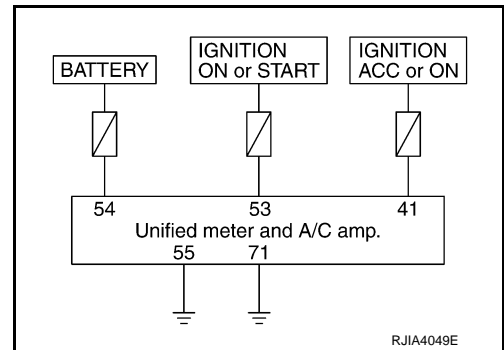 BATTERY
IGNITION
ON or START
IGNITION
ACC or ON
54 53 41
Unified meter and A/C amp.
55 71
RJIA4049E